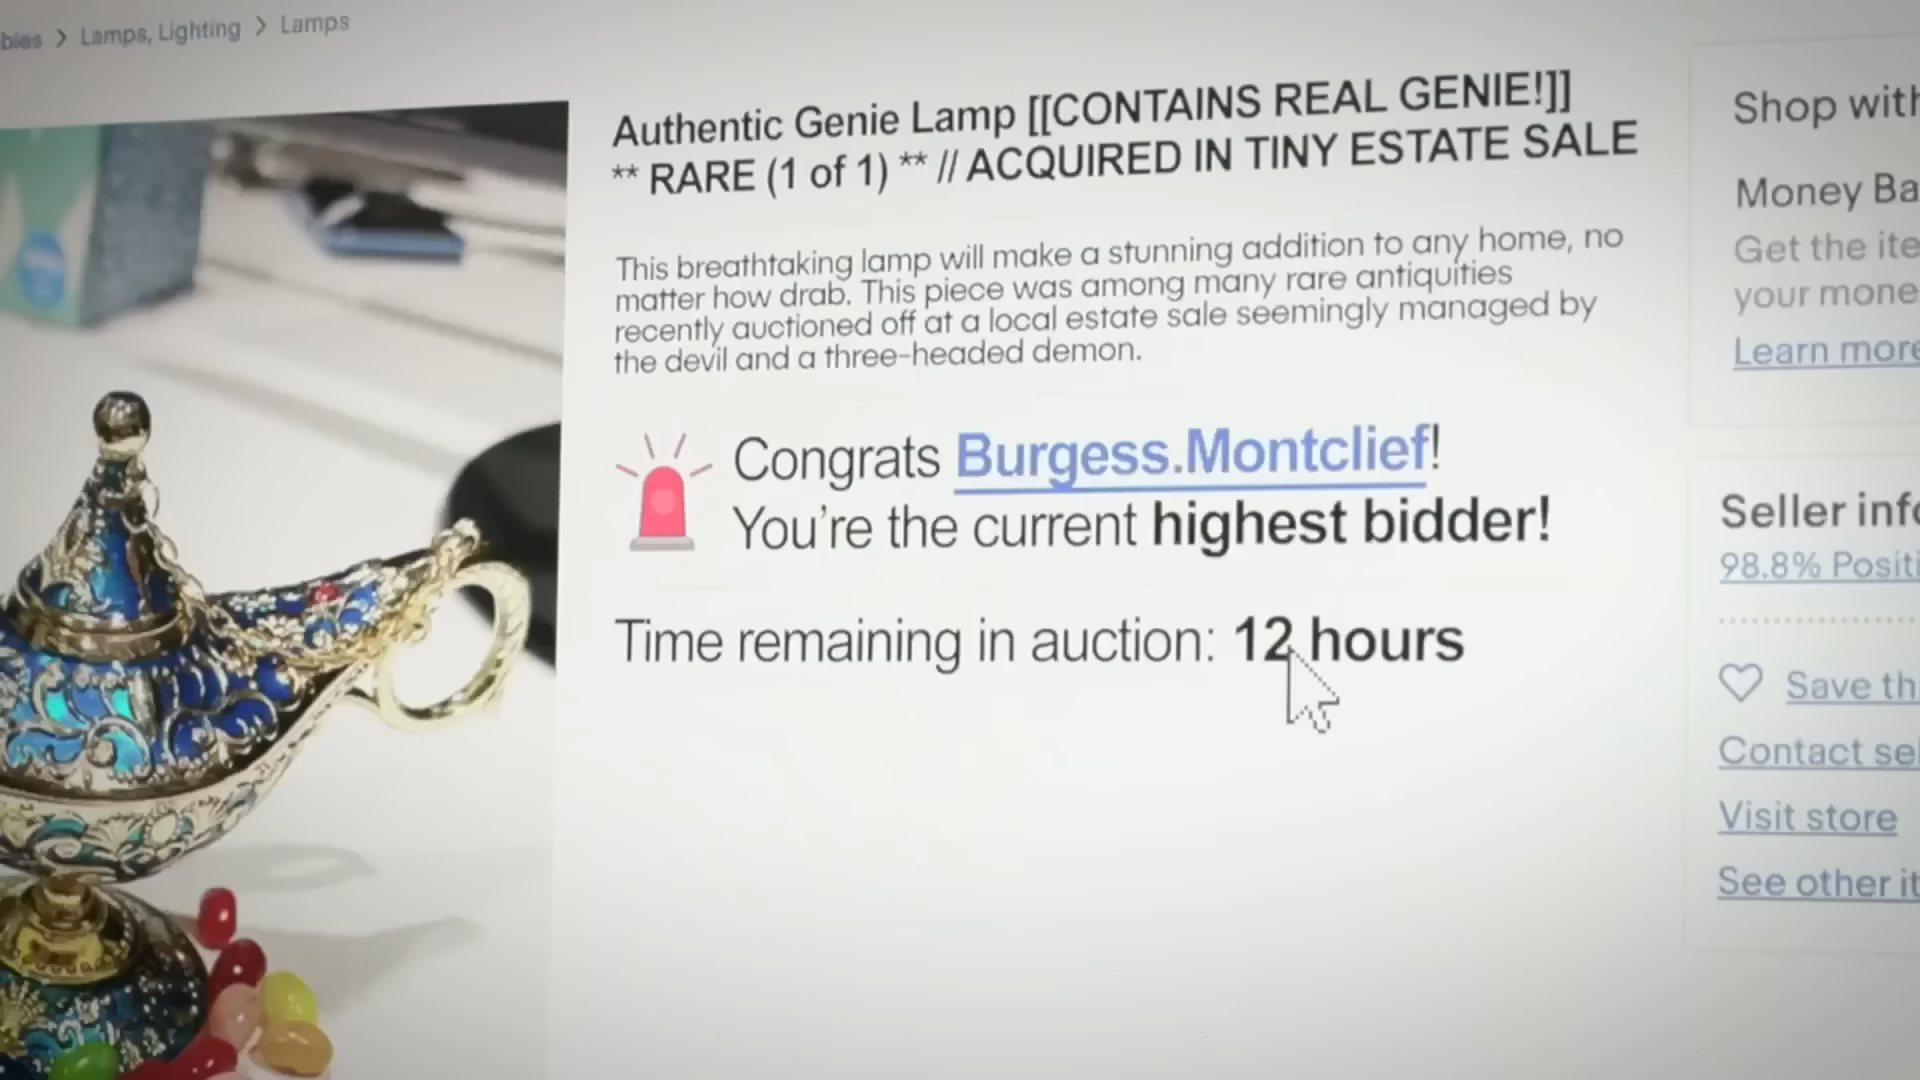 bles > Lamps, Lighting > Lamps
Authentic Genie Lamp [[CONTAINS REAL GENIE!]]
** RARE (1 of 1) ** // ACQUIRED IN TINY ESTATE SALE
This breathtaking lamp will make a stunning addition to any home, no
matter how drab. This piece was among many rare antiquities
recently auctioned off at a local estate sale seemingly managed by
the devil and a three-headed demon.
Congrats Burgess.Montclief!
You're the current highest bidder!
Time remaining in auction: 12 hours
Shop with
Money Ba
Get the ite
your mone
Learn more
Seller info
98.8% Positi
Save thi
Contact sel
Visit store
See other it